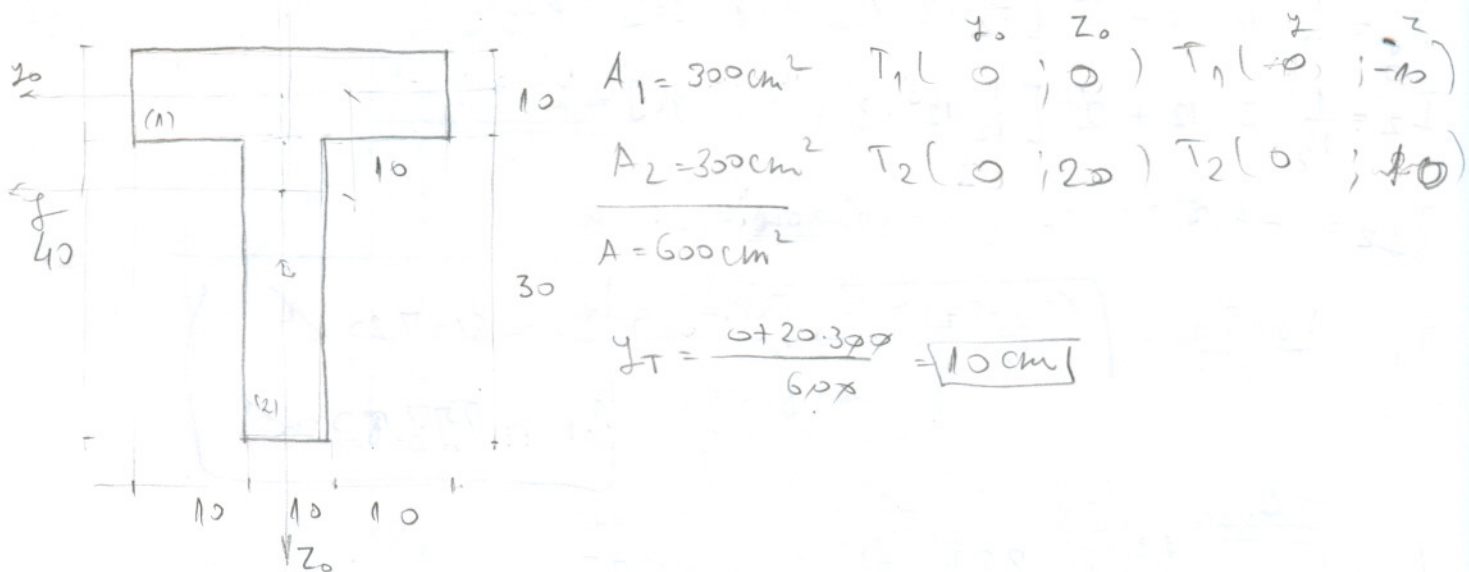 y₀ z₀ y z
A₁ = 300 cm² T₁ ( 0 ; 0 ) T₁ ( 0 ; -10 )
A₂ = 300 cm² T₂ ( 0 ; 20 ) T₂ ( 0 ; 10 )
A = 600 cm²
y_T = (0 + 20·300) / 600 = 10 cm
y₀
(1)
10
10
y
40
30
(2)
10 10 10
z₀